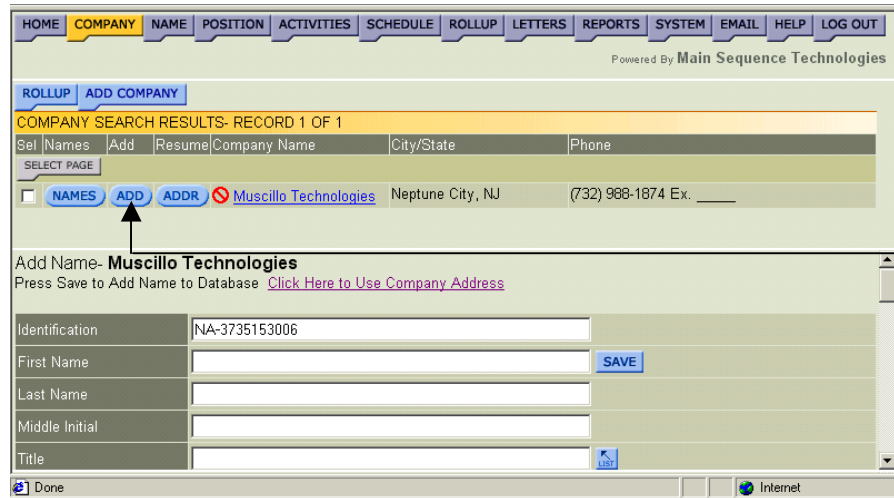 HOME COMPANY NAME POSITION ACTIVITIES SCHEDULE ROLLUP LETTERS REPORTS SYSTEM EMAIL HELP LOG OUT
Powered By Main Sequence Technologies
ROLLUP ADD COMPANY
COMPANY SEARCH RESULTS- RECORD 1 OF 1
Sel Names Add Resume Company Name City/State Phone
SELECT PAGE
NAMES ADD ADDR Muscillo Technologies Neptune City, NJ (732) 988-1874 Ex. _____
Add Name- Muscillo Technologies
Press Save to Add Name to Database Click Here to Use Company Address
Identification NA-3735153006
First Name SAVE
Last Name
Middle Initial
Title LIST
Done Internet